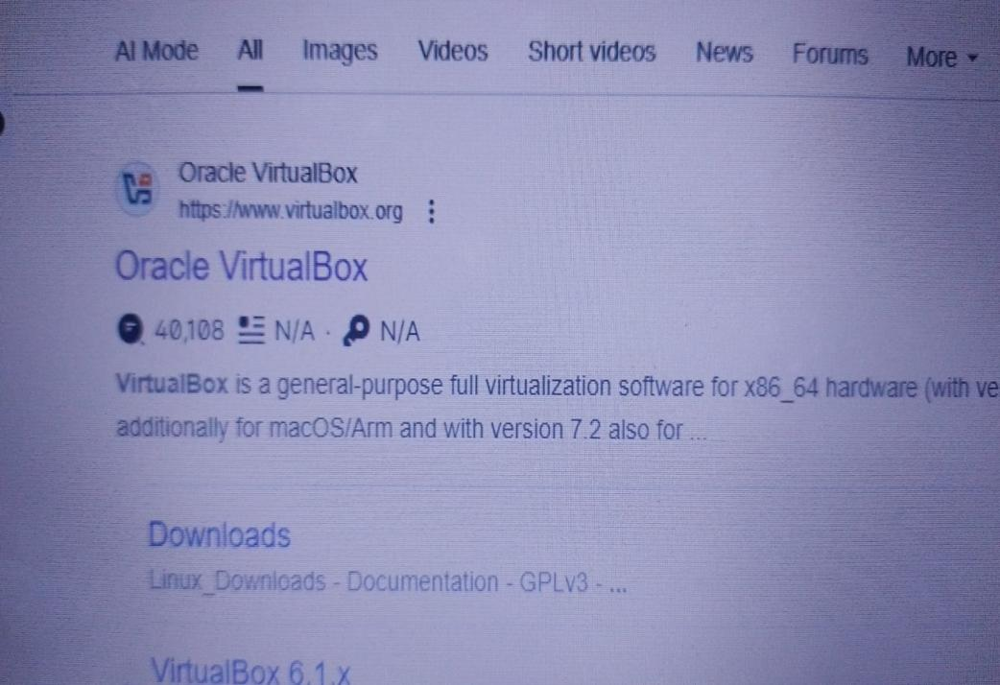 AI Mode All Images Videos Short videos News Forums More
Oracle VirtualBox
https://www.virtualbox.org
Oracle VirtualBox
40,108 N/A · N/A
VirtualBox is a general-purpose full virtualization software for x86_64 hardware (with ve
additionally for macOS/Arm and with version 7.2 also for ...
Downloads
Linux_Downloads - Documentation - GPLv3 - ...
VirtualBox 6.1.x